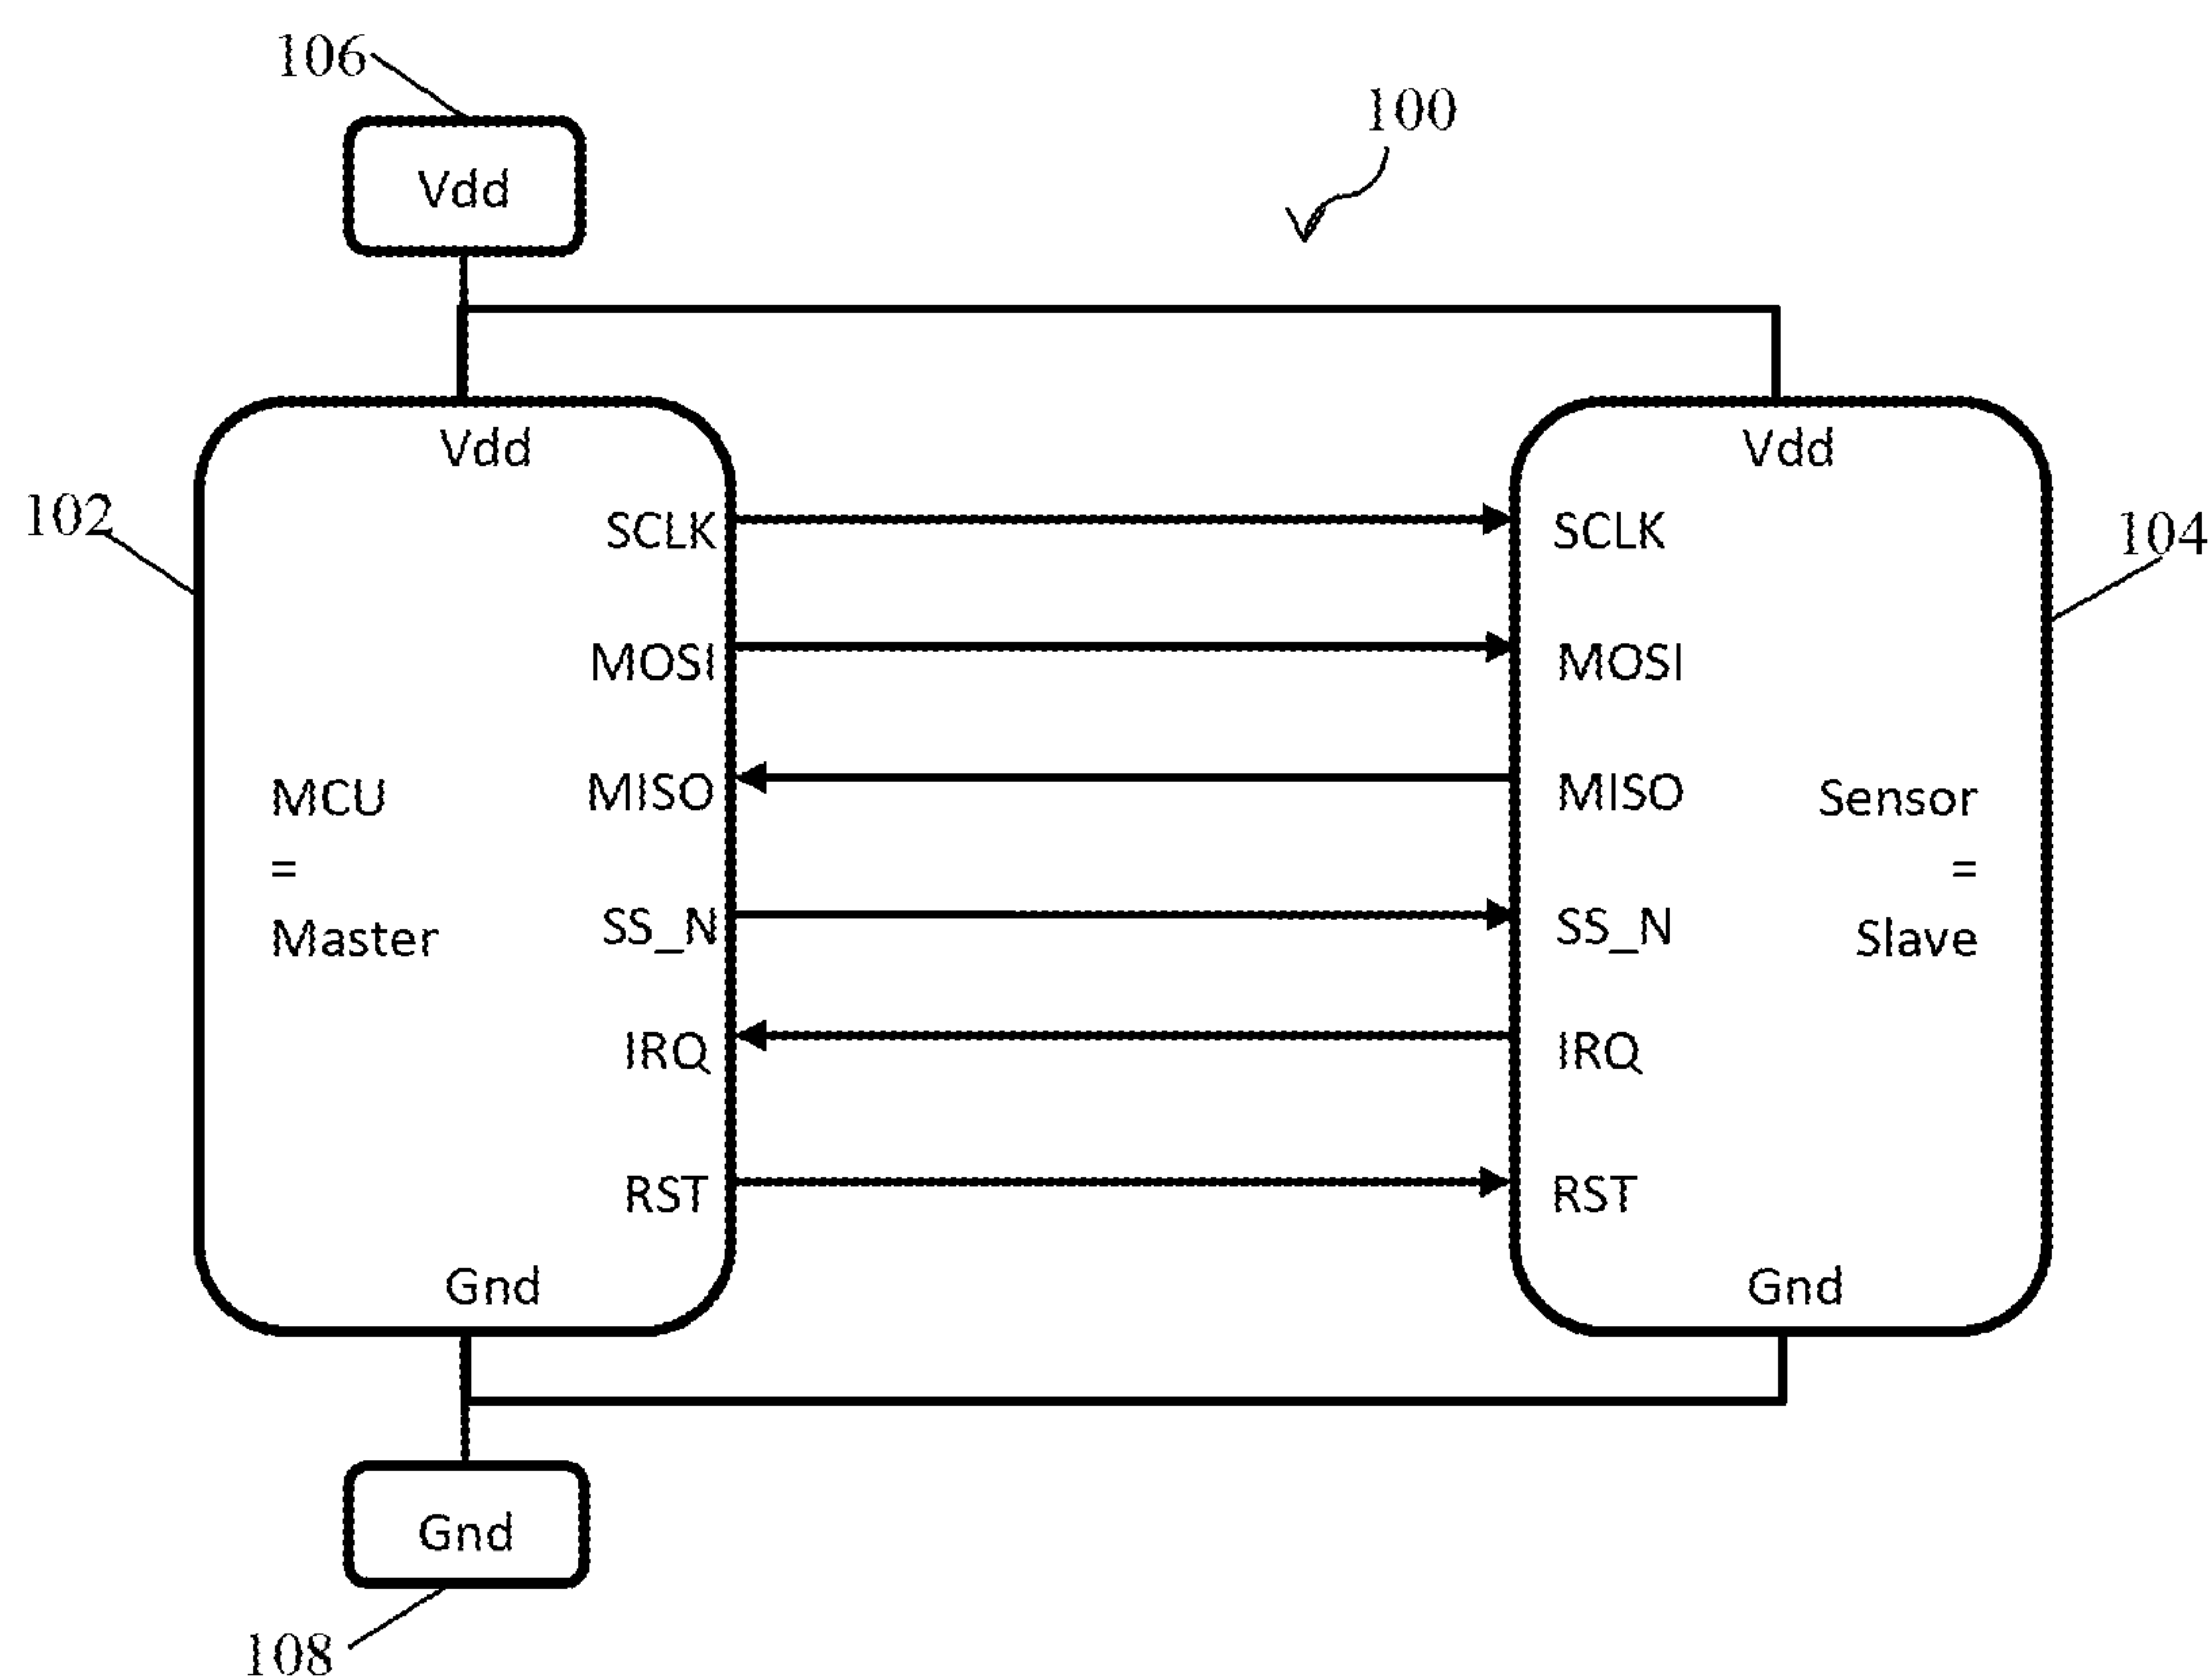 106
100
Vdd
Vdd
Vdd
102
SCLK
SCLK
104
MOSI
MOSI
MCU
MISO
MISO
Sensor
=
=
Master
SS_N
SS_N
Slave
IRQ
IRQ
RST
RST
Gnd
Gnd
Gnd
108